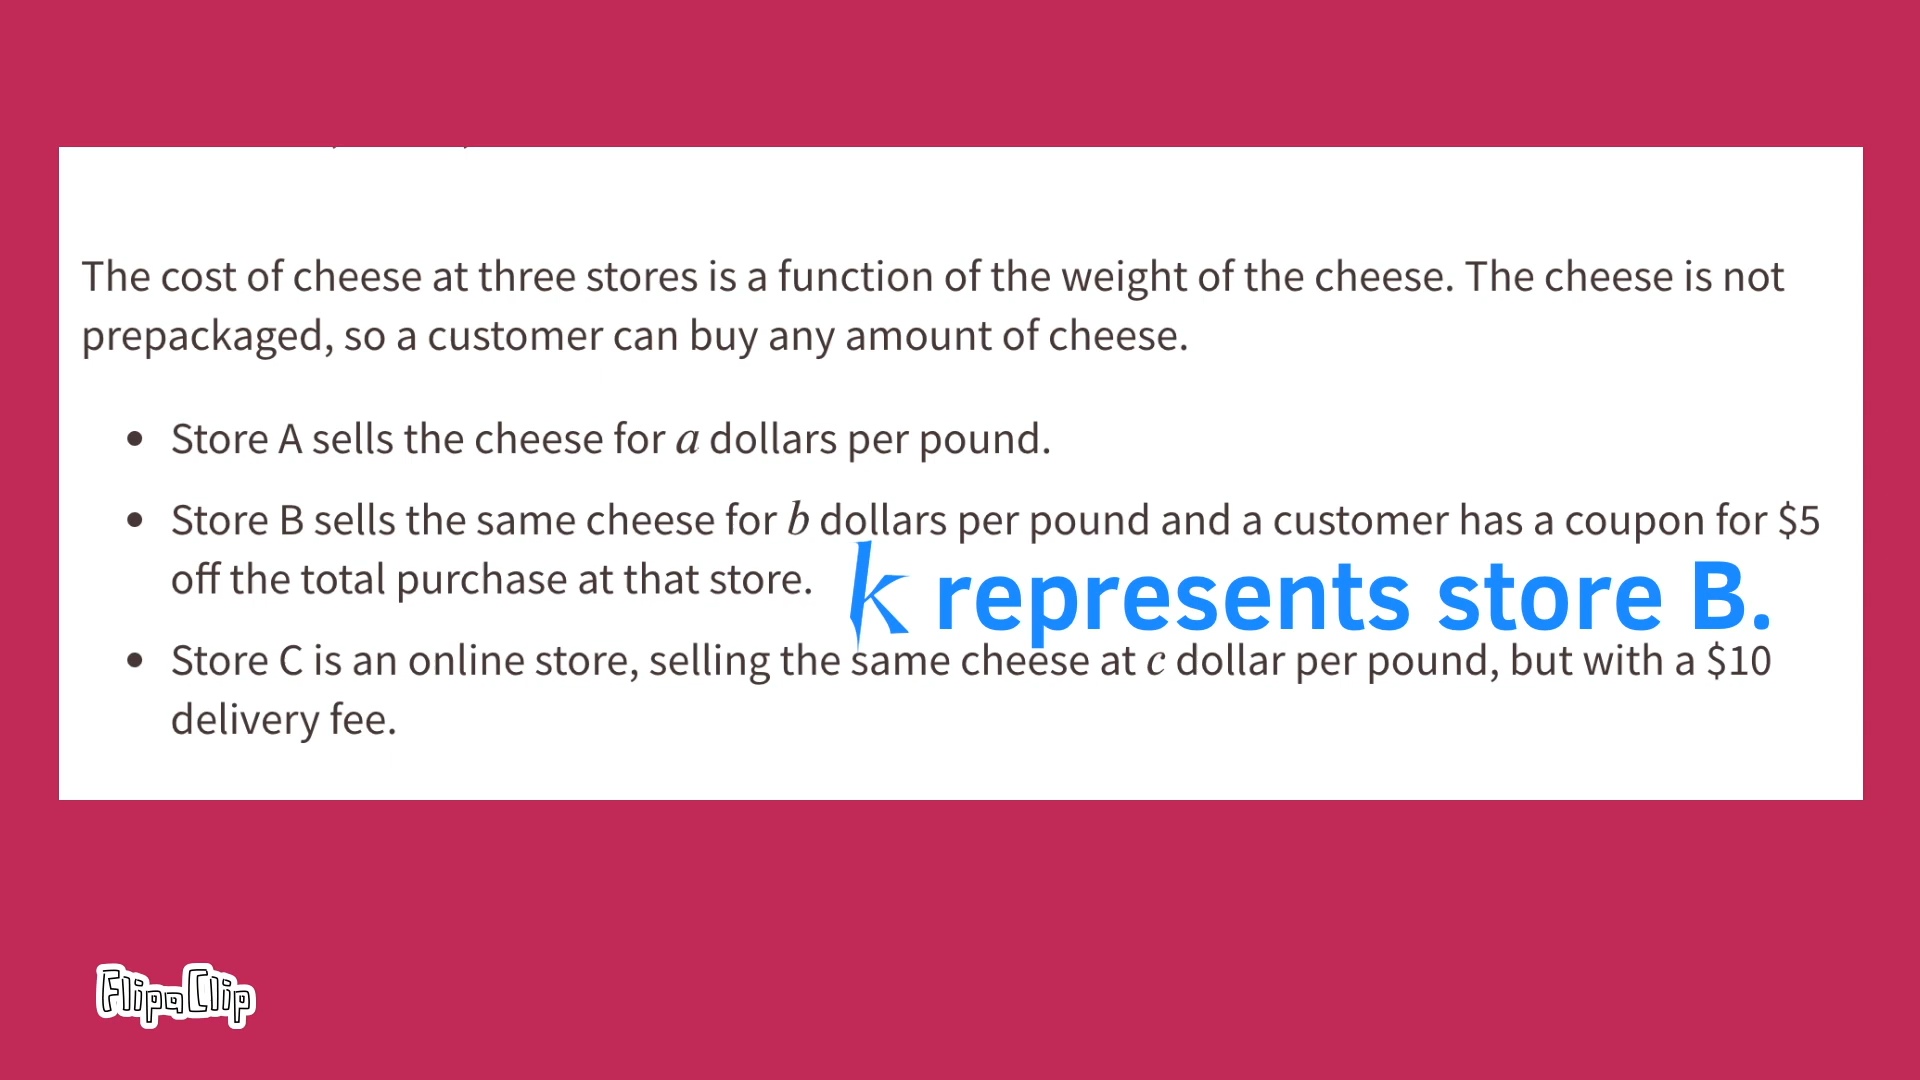 The cost of cheese at three stores is a function of the weight of the cheese. The cheese is not
prepackaged, so a customer can buy any amount of cheese.
• Store A sells the cheese for a dollars per pound.
• Store B sells the same cheese for b dollars per pound and a customer has a coupon for $5
off the total purchase at that store.
k represents store B.
• Store C is an online store, selling the same cheese at c dollar per pound, but with a $10
delivery fee.
FlipaClip